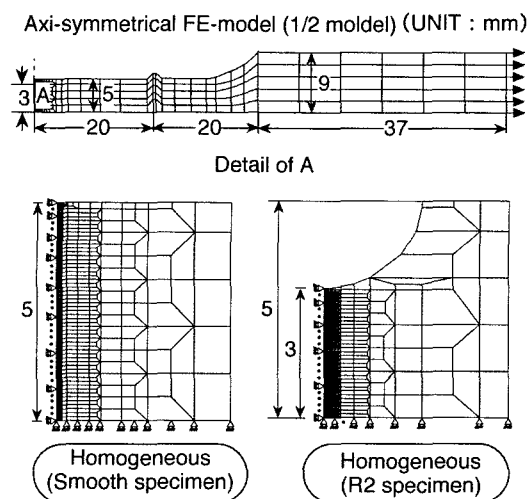 Axi-symmetrical FE-model (1/2 moldel) (UNIT : mm)
3
A
5
9
20
20
37
Detail of A
5
5
3
Homogeneous
(Smooth specimen)
Homogeneous
(R2 specimen)